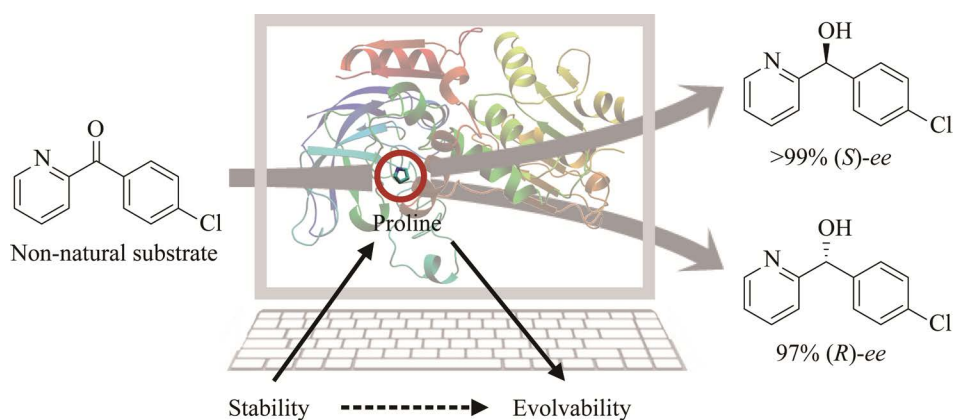 N
O
Cl
Non-natural substrate
Proline
Stability
Evolvability
OH
N
Cl
>99% (S)-ee
OH
N
Cl
97% (R)-ee